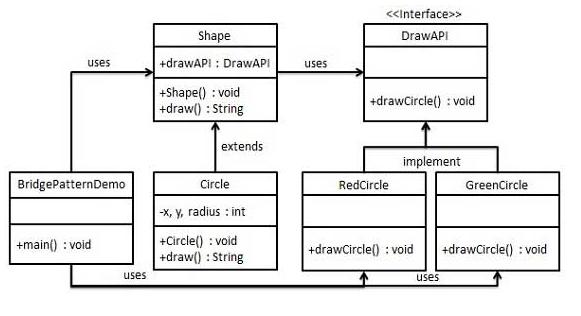 <<Interface>>
Shape
DrawAPI
uses
+drawAPI : DrawAPI
uses
+Shape() : void
+draw() : String
+drawCircle() : void
extends
implement
BridgePatternDemo
Circle
RedCircle
GreenCircle
-x, y, radius : int
+main() : void
+Circle() : void
+draw() : String
+drawCircle() : void
+drawCircle() : void
uses
uses